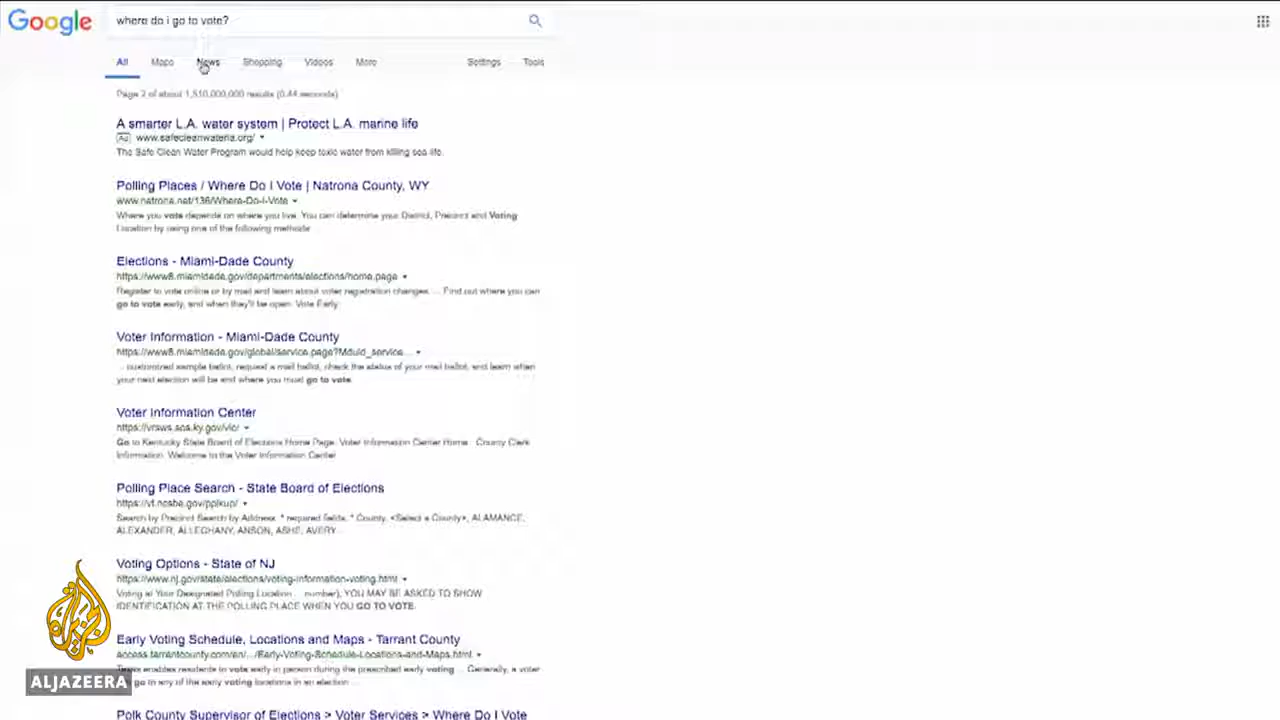 Google
where do i go to vote?
All Maps News Shopping Videos More Settings Tools
Page 2 of about 1,510,000,000 results (0.44 seconds)
A smarter L.A. water system | Protect L.A. marine life
Ad www.safecleanwaterla.org/
The Safe Clean Water Program would help keep toxic water from killing sea life.
Polling Places / Where Do I Vote | Natrona County, WY
www.natrona.net/136/Where-Do-I-Vote
Where you vote depends on where you live. You can determine your District, Precinct and Voting
Location by using one of the following methods
Elections - Miami-Dade County
https://www8.miamidade.gov/departments/elections/home.page
Register to vote online or by mail and learn about voter registration changes. ... Find out where you can
go to vote early, and when they'll be open. Vote Early.
Voter Information - Miami-Dade County
https://www8.miamidade.gov/global/service.page?Mduid_service...
... customized sample ballot, request a mail ballot, check the status of your mail ballot, and learn when
your next election will be and where you must go to vote.
Voter Information Center
https://vrsws.sos.ky.gov/vic/
Go to Kentucky State Board of Elections Home Page. Voter Information Center Home · County Clerk
Information. Welcome to the Voter Information Center
Polling Place Search - State Board of Elections
https://vt.ncsbe.gov/pplkup/
Search by Precinct Search by Address. * required fields. * County, <Select a County>, ALAMANCE,
ALEXANDER, ALLEGHANY, ANSON, ASHE, AVERY...
Voting Options - State of NJ
https://www.nj.gov/state/elections/voting-information-voting.html
Voting at Your Designated Polling Location ... number), YOU MAY BE ASKED TO SHOW
IDENTIFICATION AT THE POLLING PLACE WHEN YOU GO TO VOTE.
Early Voting Schedule, Locations and Maps - Tarrant County
access.tarrantcounty.com/en/.../Early-Voting-Schedule-Locations-and-Maps.html
Texas enables residents to vote early in person during the prescribed early voting ... Generally, a voter
go to any of the early voting locations in an election ...
Polk County Supervisor of Elections > Voter Services > Where Do I Vote
ALJAZEERA